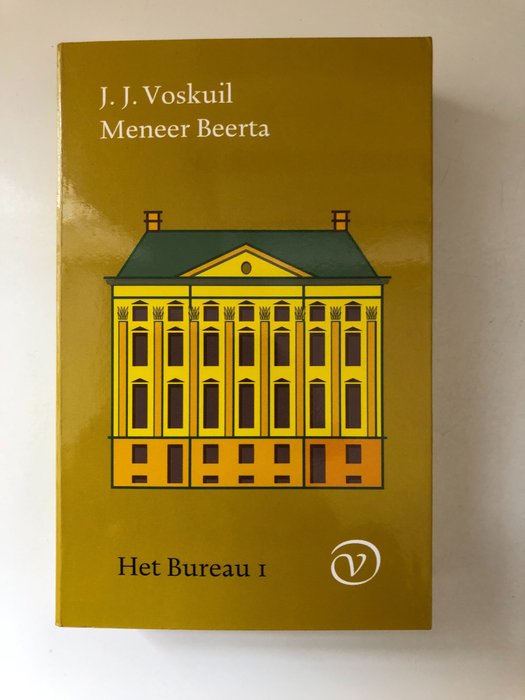 J. J. Voskuil
Meneer Beerta
Het Bureau 1
V